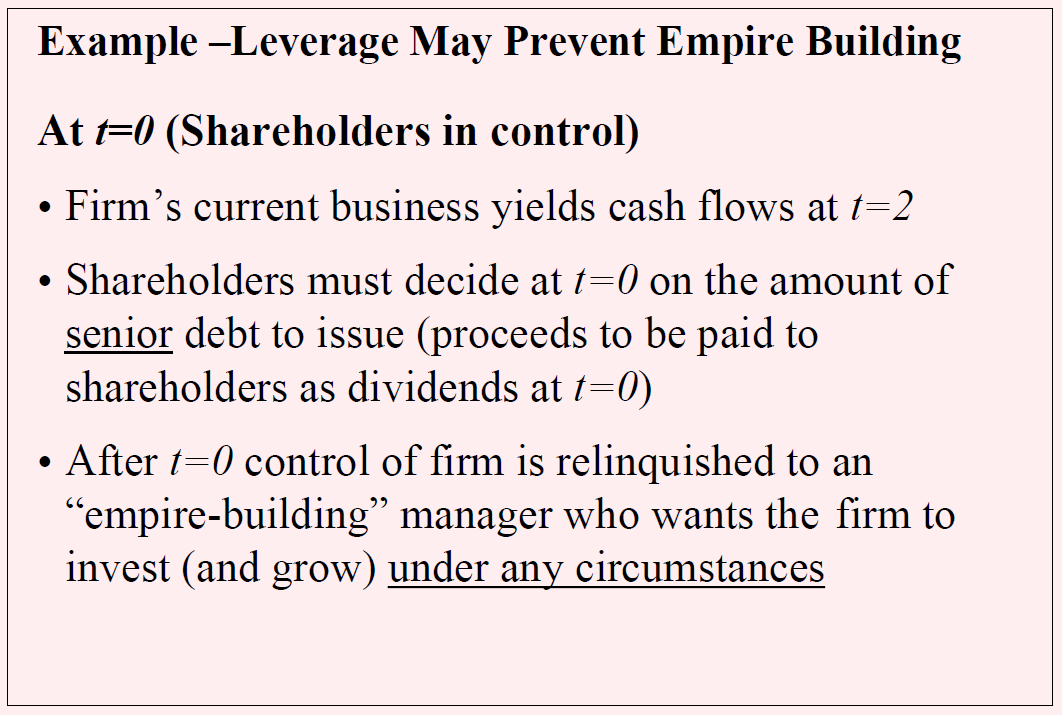 Example –Leverage May Prevent Empire Building
At t=0 (Shareholders in control)
• Firm’s current business yields cash flows at t=2
• Shareholders must decide at t=0 on the amount of
senior debt to issue (proceeds to be paid to
shareholders as dividends at t=0)
• After t=0 control of firm is relinquished to an
“empire-building” manager who wants the firm to
invest (and grow) under any circumstances